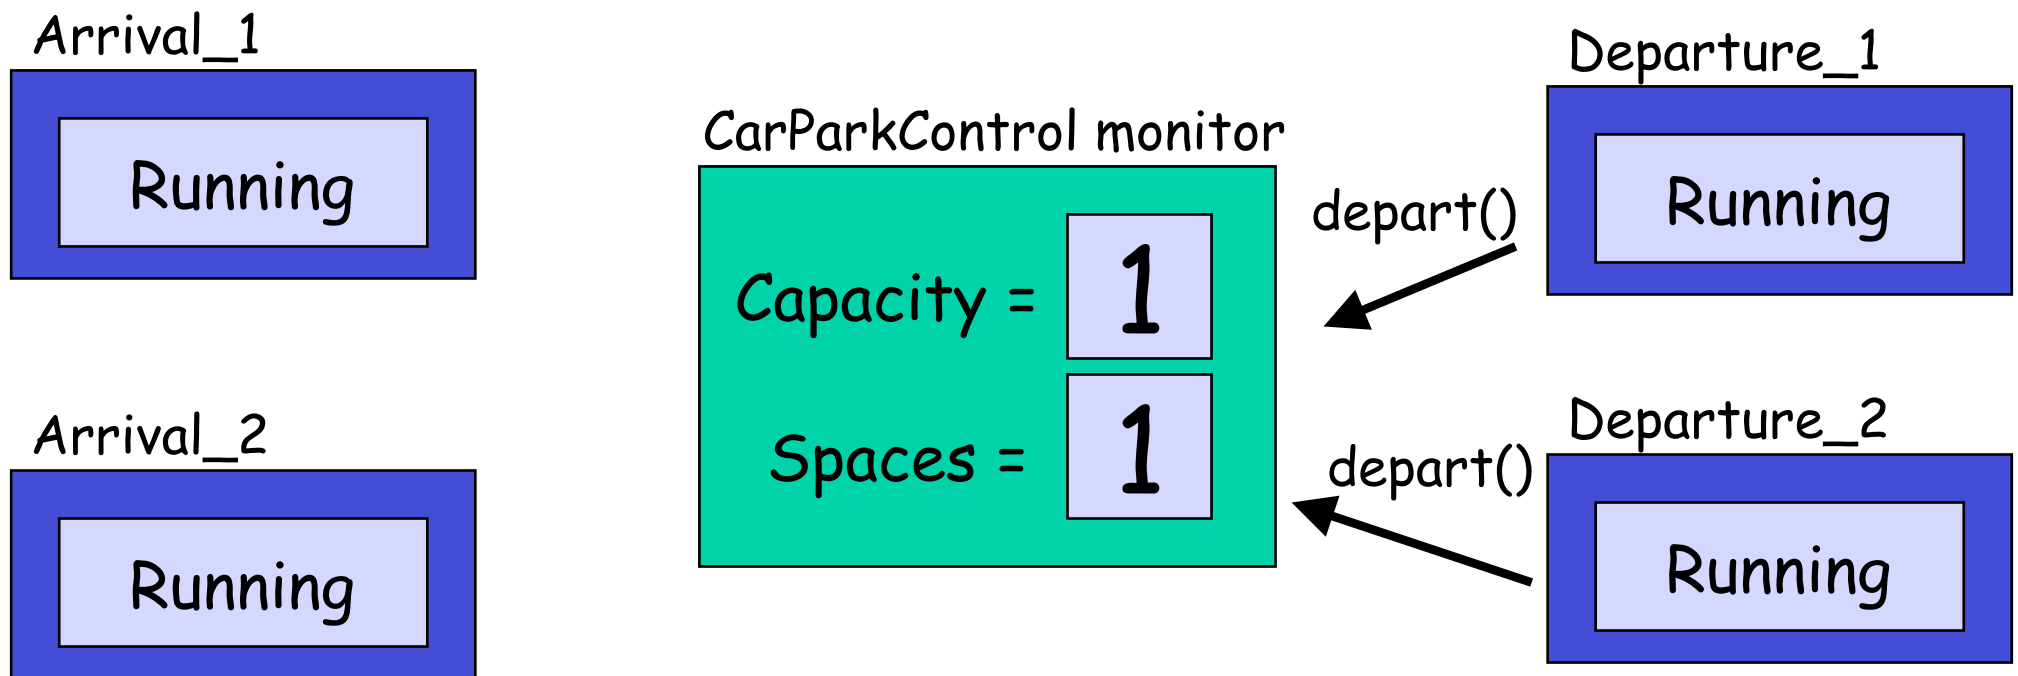 Arrival_1
Running
Arrival_2
Running
CarParkControl monitor
Capacity = 1
Spaces = 1
depart()
depart()
Departure_1
Running
Departure_2
Running